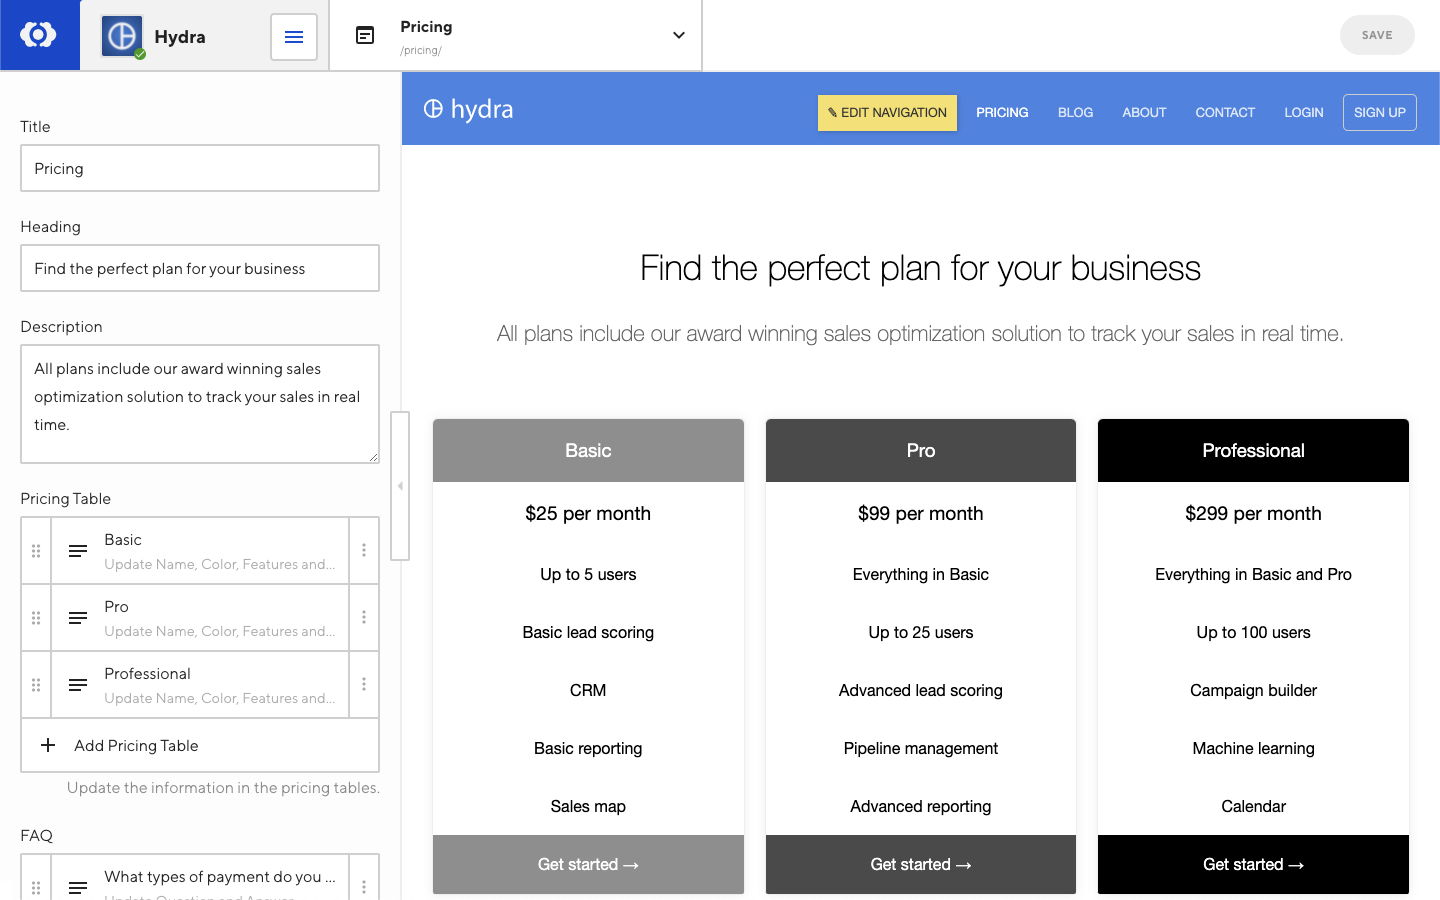 Hydra
Pricing
/pricing/
SAVE
Title
Pricing
Heading
Find the perfect plan for your business
Description
All plans include our award winning sales
optimization solution to track your sales in real
time.
Pricing Table
Basic
Update Name, Color, Features and...
Pro
Update Name, Color, Features and...
Professional
Update Name, Color, Features and...
Add Pricing Table
Update the information in the pricing tables.
FAQ
What types of payment do you ...
Update Question and Answer
hydra
✎ EDIT NAVIGATION
PRICING
BLOG
ABOUT
CONTACT
LOGIN
SIGN UP
Find the perfect plan for your business
All plans include our award winning sales optimization solution to track your sales in real time.
Basic
$25 per month
Up to 5 users
Basic lead scoring
CRM
Basic reporting
Sales map
Get started →
Pro
$99 per month
Everything in Basic
Up to 25 users
Advanced lead scoring
Pipeline management
Advanced reporting
Get started →
Professional
$299 per month
Everything in Basic and Pro
Up to 100 users
Campaign builder
Machine learning
Calendar
Get started →